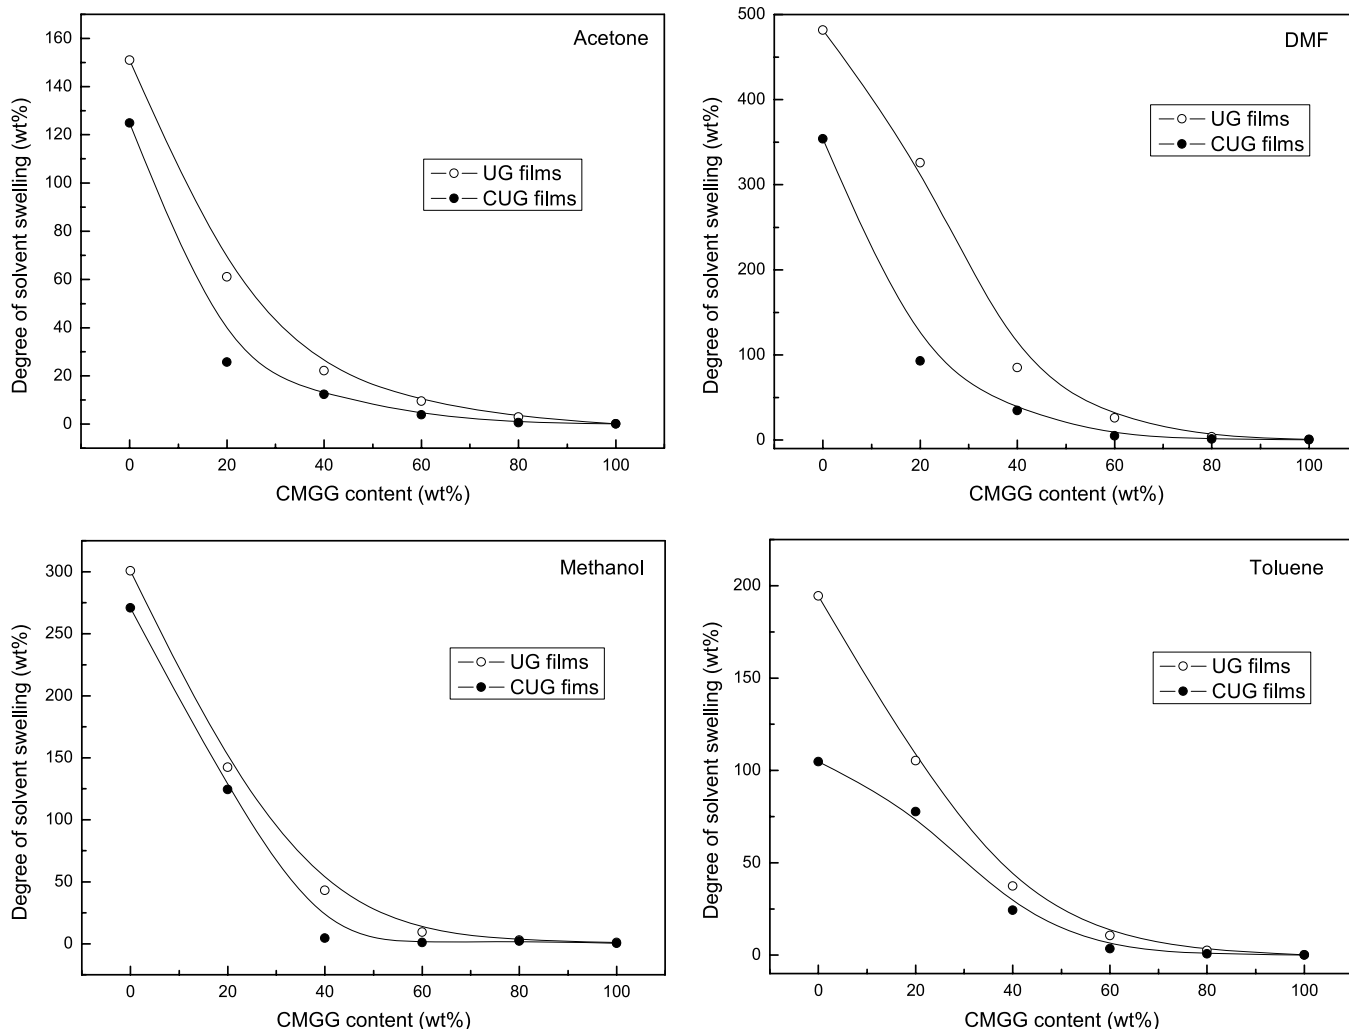 Acetone
160
140
120
100
80
60
40
20
0
Degree of solvent swelling (wt%)
UG films
CUG films
0 20 40 60 80 100
CMGG content (wt%)
DMF
500
400
300
200
100
0
Degree of solvent swelling (wt%)
UG films
CUG films
0 20 40 60 80 100
CMGG content (wt%)
Methanol
300
250
200
150
100
50
0
Degree of solvent swelling (wt%)
UG films
CUG fims
0 20 40 60 80 100
CMGG content (wt%)
Toluene
200
150
100
50
0
Degree of solvent swelling (wt%)
UG films
CUG films
0 20 40 60 80 100
CMGG content (wt%)